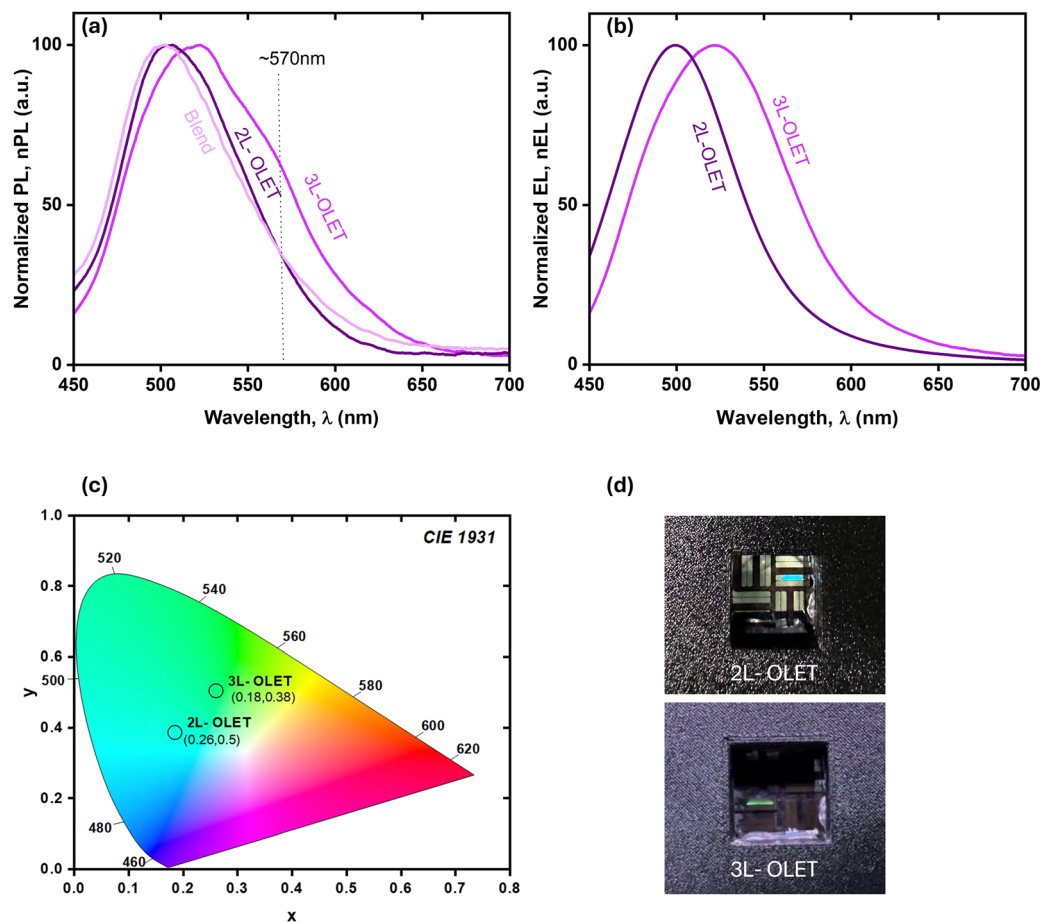 (a)
100
50
0
Normalized PL, nPL (a.u.)
~570nm
Blend
2L- OLET
3L-OLET
450 500 550 600 650 700
Wavelength, λ (nm)
(b)
100
50
0
Normalized EL, nEL (a.u.)
2L-OLET
3L-OLET
450 500 550 600 650 700
Wavelength, λ (nm)
(c)
CIE 1931
1.0
0.8
0.6
0.4
0.2
0.0
y
520
540
560
580
600
620
500
480
460
3L- OLET
(0.18,0.38)
2L- OLET
(0.26,0.5)
0.0 0.1 0.2 0.3 0.4 0.5 0.6 0.7 0.8
x
(d)
2L- OLET
3L- OLET